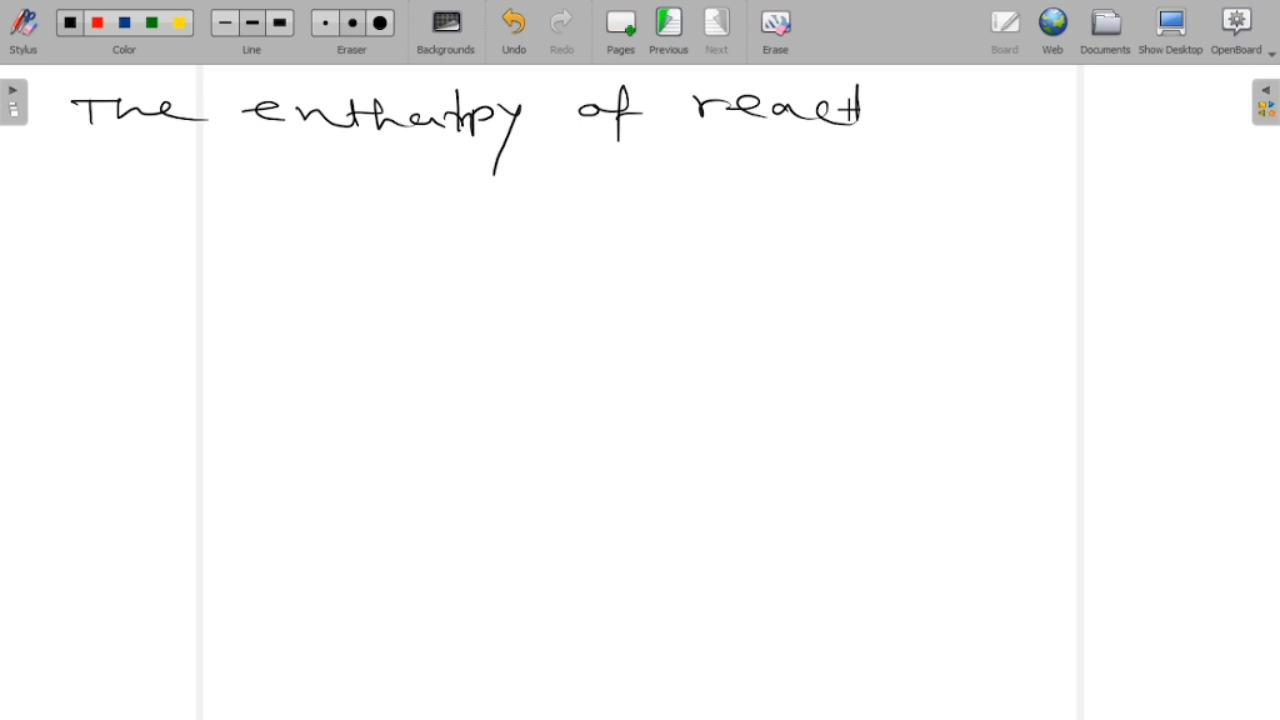 Stylus
Color
Line
Eraser
Backgrounds
Undo
Redo
Pages
Previous
Next
Erase
Board
Web
Documents
Show Desktop
OpenBoard
The enthalpy of react